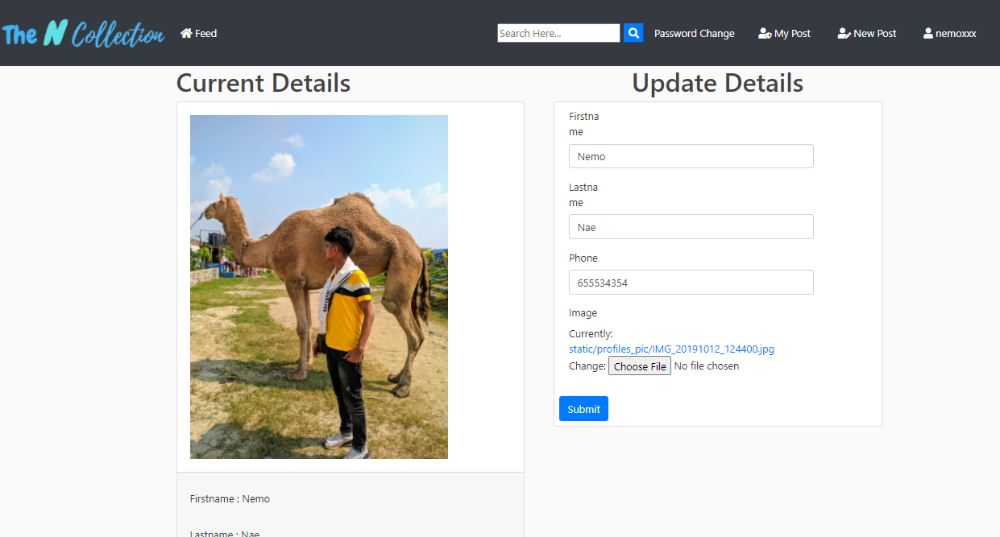 The N Collection
Feed
Search Here...
Password Change
My Post
New Post
nemoxxx
Current Details
Update Details
Firstna
me
Nemo
Lastna
me
Nae
Phone
655534354
Image
Currently:
static/profiles_pic/IMG_20191012_124400.jpg
Change: Choose File No file chosen
Submit
Firstname : Nemo
Lastname : Nae